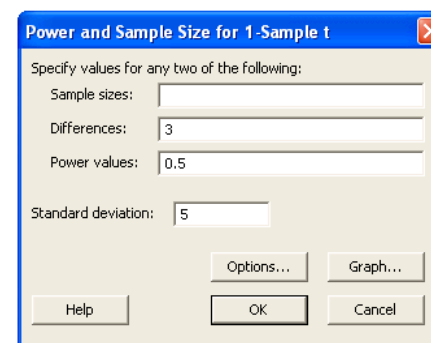 Power and Sample Size for 1-Sample t
Specify values for any two of the following:
Sample sizes:
Differences: 3
Power values: 0.5
Standard deviation: 5
Options... Graph...
Help OK Cancel